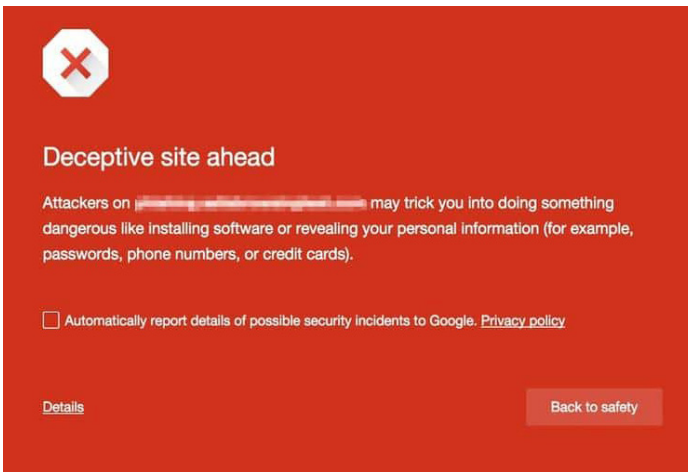 Deceptive site ahead
Attackers on may trick you into doing something
dangerous like installing software or revealing your personal information (for example,
passwords, phone numbers, or credit cards).
Automatically report details of possible security incidents to Google. Privacy policy
Details
Back to safety